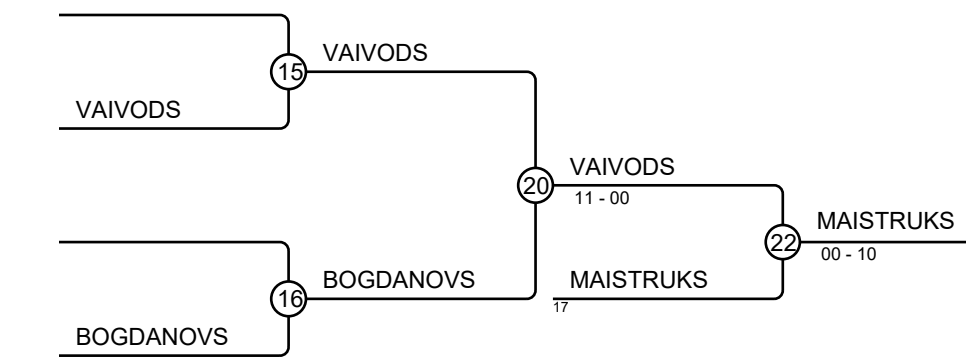 VAIVODS
15
VAIVODS
VAIVODS
20
11 - 00
MAISTRUKS
22
00 - 10
BOGDANOVS
MAISTRUKS
16
17
BOGDANOVS